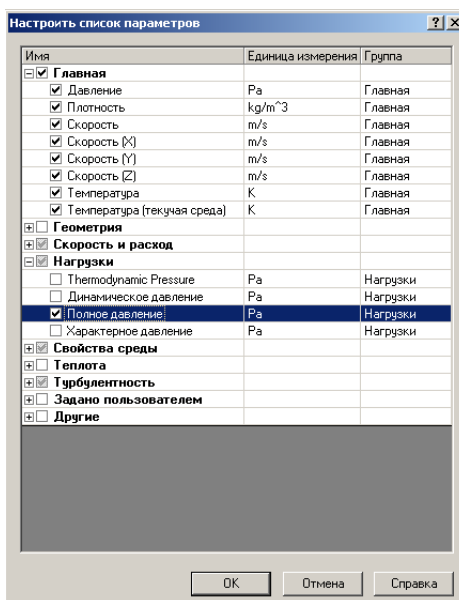 Настроить список параметров
Имя Единица измерения Группа
Главная
Давление Pa Главная
Плотность kg/m^3 Главная
Скорость m/s Главная
Скорость (X) m/s Главная
Скорость (Y) m/s Главная
Скорость (Z) m/s Главная
Температура K Главная
Температура (текучая среда) K Главная
Геометрия
Скорость и расход
Нагрузки
Thermodynamic Pressure Pa Нагрузки
Динамическое давление Pa Нагрузки
Полное давление Pa Нагрузки
Характерное давление Pa Нагрузки
Свойства среды
Теплота
Турбулентность
Задано пользователем
Другие
OK Отмена Справка